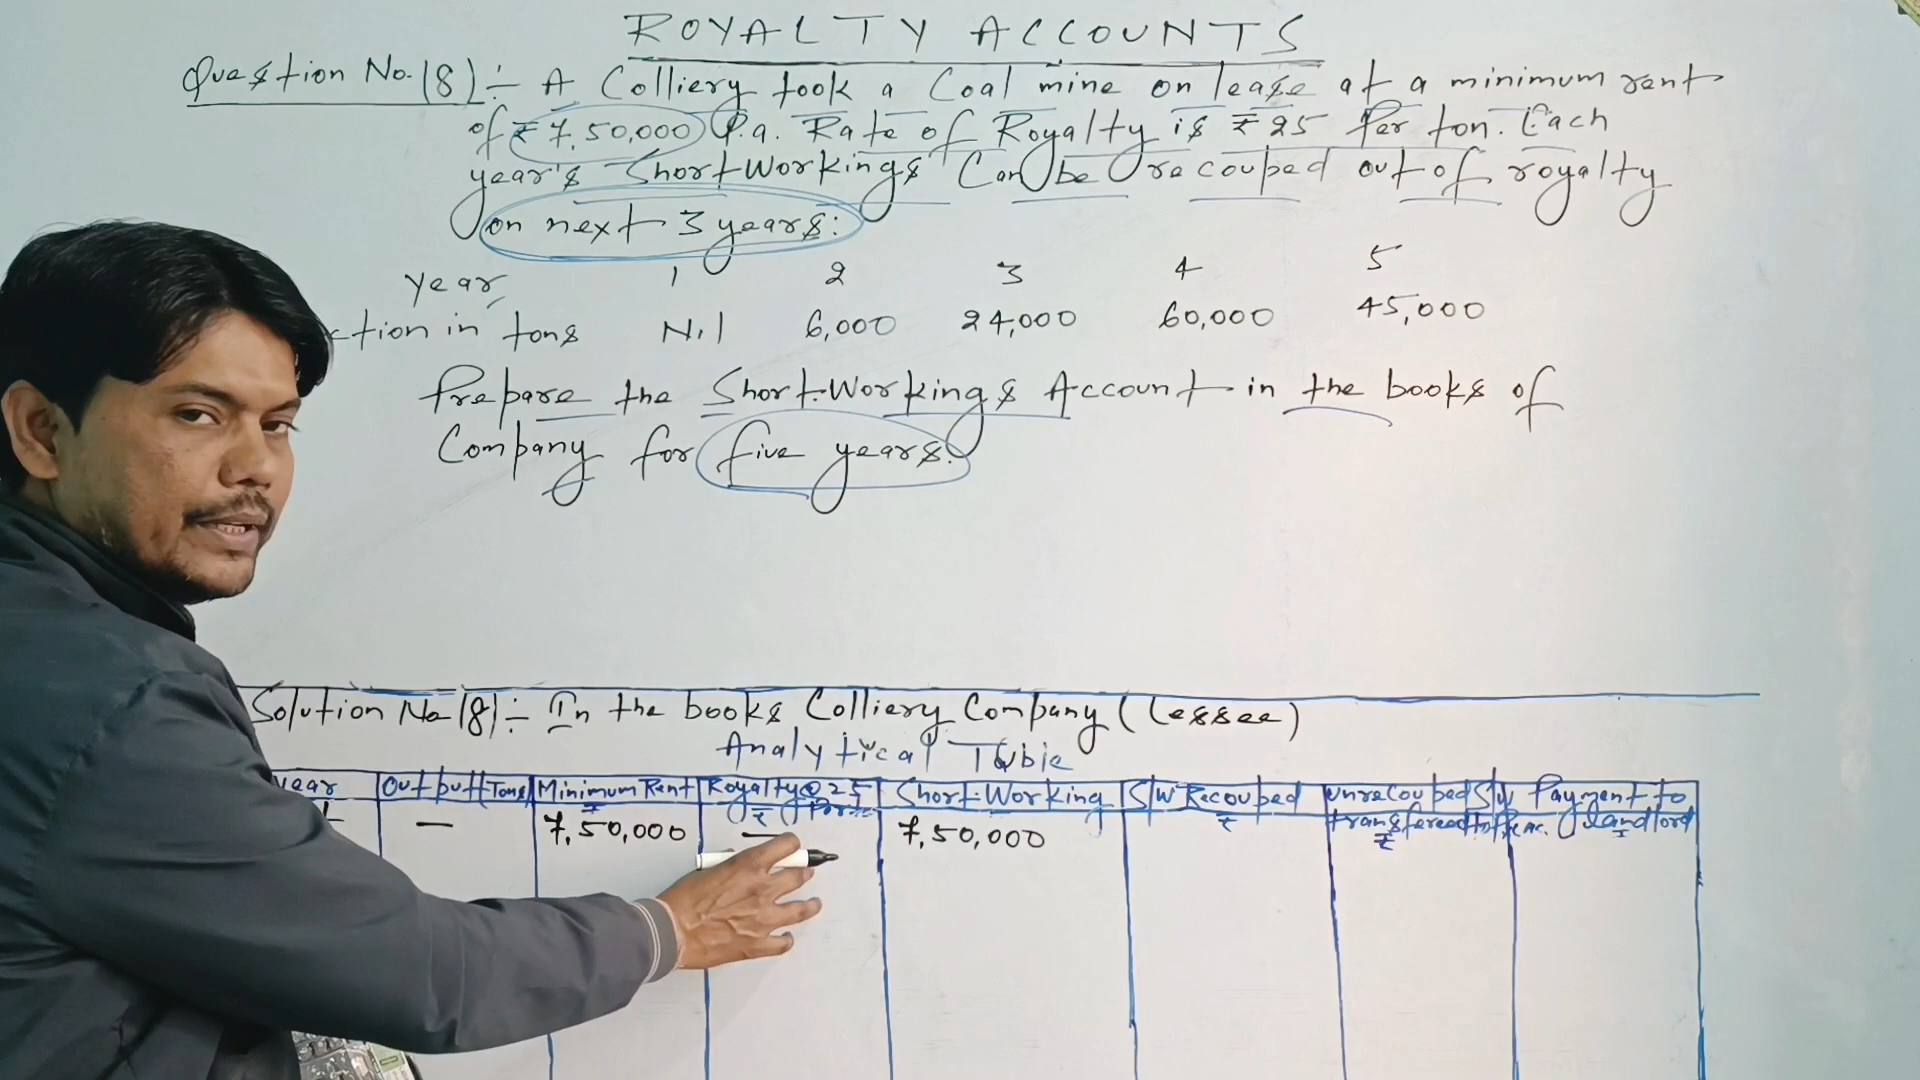 ROYALTY ACCOUNTS
Question No. (8):- A Colliery took a Coal mine on lease at a minimum rent
of ₹ 7,50,000 P.a. Rate of Royalty is ₹ 25 Per ton. Each
year's Short Workings Can be recouped out of royalty
on next 3 years:
year 1 2 3 4 5
ction in tons Nil 6,000 24,000 60,000 45,000
Prepare the Short-Workings Account in the books of
Company for five years.
Solution No (8):- In the books Colliery Company (Lessee)
Analytical Table
year Output (Tons) Minimum Rent ₹ Royalty@25 ₹ Short-Working S/W Recouped ₹ unrecouped S/W ₹ Payment to landlord ₹
— 7,50,000 — 7,50,000